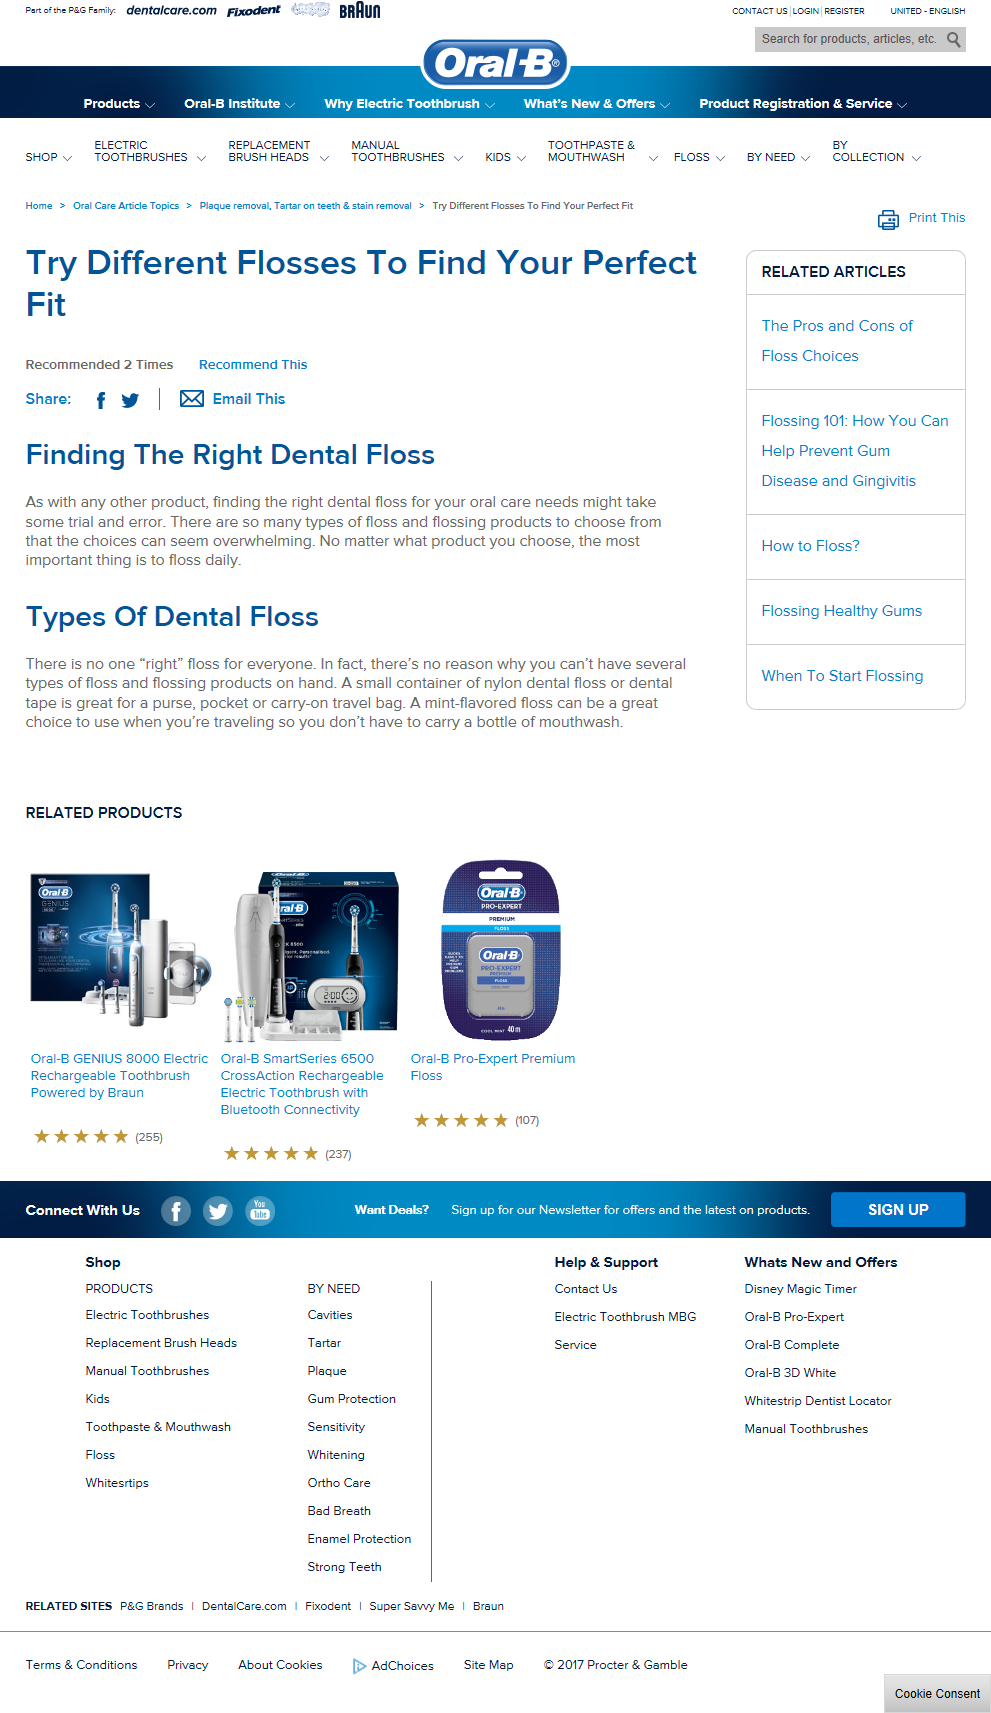 Part of the P&G Family: dentalcare.com Fixodent BRAUN
CONTACT US | LOGIN | REGISTER UNITED - ENGLISH
Search for products, articles, etc.
Oral-B®
Products Oral-B Institute Why Electric Toothbrush What's New & Offers Product Registration & Service
SHOP ELECTRIC TOOTHBRUSHES REPLACEMENT BRUSH HEADS MANUAL TOOTHBRUSHES KIDS TOOTHPASTE & MOUTHWASH FLOSS BY NEED BY COLLECTION
Home > Oral Care Article Topics > Plaque removal, Tartar on teeth & stain removal > Try Different Flosses To Find Your Perfect Fit
Print This
Try Different Flosses To Find Your Perfect
Fit
Recommended 2 Times Recommend This
Share: Email This
Finding The Right Dental Floss
As with any other product, finding the right dental floss for your oral care needs might take
some trial and error. There are so many types of floss and flossing products to choose from
that the choices can seem overwhelming. No matter what product you choose, the most
important thing is to floss daily.
Types Of Dental Floss
There is no one “right” floss for everyone. In fact, there’s no reason why you can’t have several
types of floss and flossing products on hand. A small container of nylon dental floss or dental
tape is great for a purse, pocket or carry-on travel bag. A mint-flavored floss can be a great
choice to use when you’re traveling so you don’t have to carry a bottle of mouthwash.
RELATED ARTICLES
The Pros and Cons of
Floss Choices
Flossing 101: How You Can
Help Prevent Gum
Disease and Gingivitis
How to Floss?
Flossing Healthy Gums
When To Start Flossing
RELATED PRODUCTS
Oral-B
GENIUS
Oral-B GENIUS 8000 Electric
Rechargeable Toothbrush
Powered by Braun
(255)
2:00
Oral-B SmartSeries 6500
CrossAction Rechargeable
Electric Toothbrush with
Bluetooth Connectivity
(237)
Oral-B
PRO-EXPERT
PREMIUM
FLOSS
Oral-B
PRO-EXPERT
PREMIUM
FLOSS
COOL MINT 40m
Oral-B Pro-Expert Premium
Floss
(107)
Connect With Us You Tube Want Deals? Sign up for our Newsletter for offers and the latest on products. SIGN UP
Shop
PRODUCTS
Electric Toothbrushes
Replacement Brush Heads
Manual Toothbrushes
Kids
Toothpaste & Mouthwash
Floss
Whitesrtips
BY NEED
Cavities
Tartar
Plaque
Gum Protection
Sensitivity
Whitening
Ortho Care
Bad Breath
Enamel Protection
Strong Teeth
Help & Support
Contact Us
Electric Toothbrush MBG
Service
Whats New and Offers
Disney Magic Timer
Oral-B Pro-Expert
Oral-B Complete
Oral-B 3D White
Whitestrip Dentist Locator
Manual Toothbrushes
RELATED SITES P&G Brands | DentalCare.com | Fixodent | Super Savvy Me | Braun
Terms & Conditions Privacy About Cookies AdChoices Site Map © 2017 Procter & Gamble
Cookie Consent